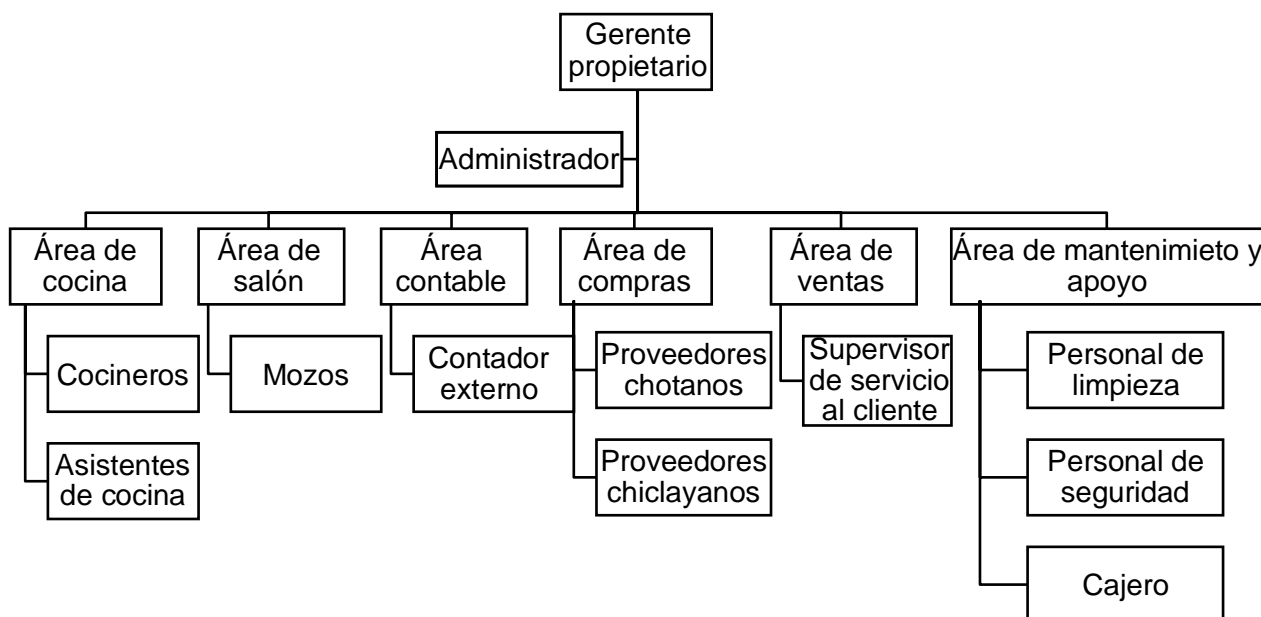 Gerente
propietario
Administrador
Área de
cocina
Área de
salón
Área
contable
Área de
compras
Área de
ventas
Área de mantenimieto y
apoyo
Cocineros
Asistentes
de cocina
Mozos
Contador
externo
Proveedores
chotanos
Proveedores
chiclayanos
Supervisor
de servicio
al cliente
Personal de
limpieza
Personal de
seguridad
Cajero